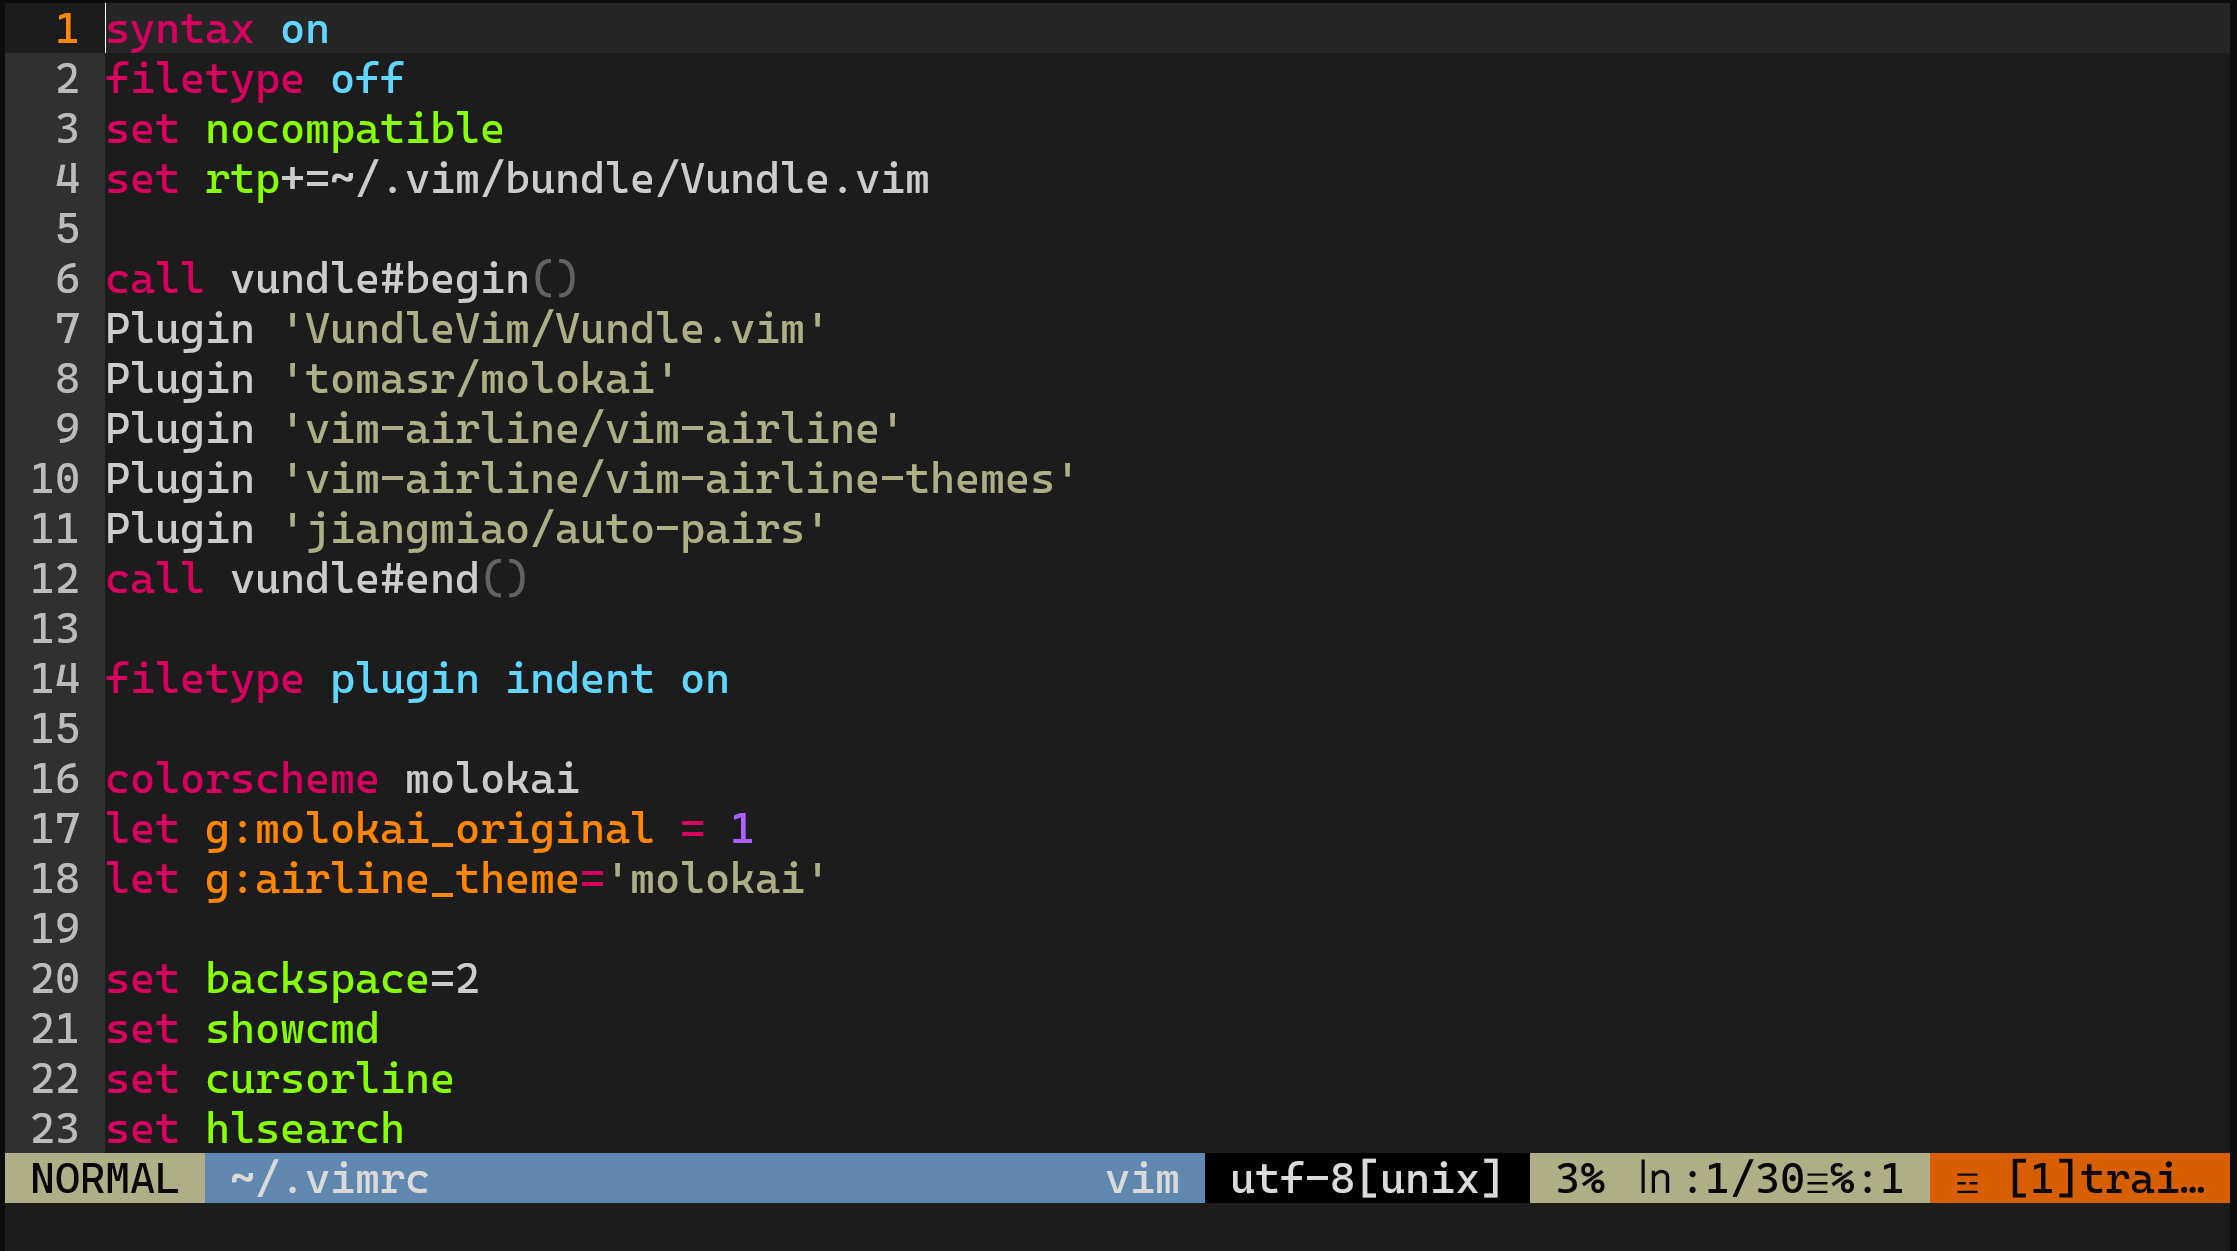 1 syntax on
2 filetype off
3 set nocompatible
4 set rtp+=~/.vim/bundle/Vundle.vim
5
6 call vundle#begin()
7 Plugin 'VundleVim/Vundle.vim'
8 Plugin 'tomasr/molokai'
9 Plugin 'vim-airline/vim-airline'
10 Plugin 'vim-airline/vim-airline-themes'
11 Plugin 'jiangmiao/auto-pairs'
12 call vundle#end()
13
14 filetype plugin indent on
15
16 colorscheme molokai
17 let g:molokai_original = 1
18 let g:airline_theme='molokai'
19
20 set backspace=2
21 set showcmd
22 set cursorline
23 set hlsearch
NORMAL ~/.vimrc vim utf-8[unix] 3% ㏑:1/30☰℅:1 ☲ [1]trai…